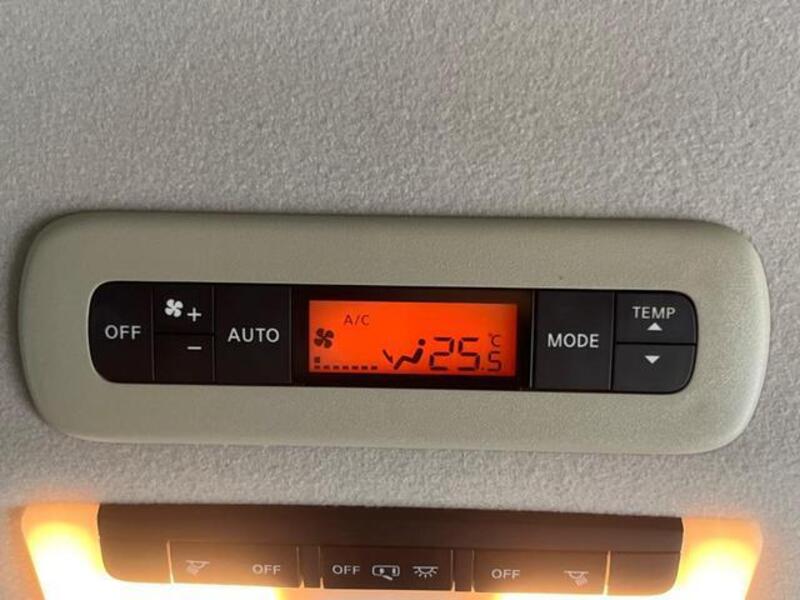 OFF + - AUTO A/C 25.5 °C MODE TEMP
OFF OFF OFF